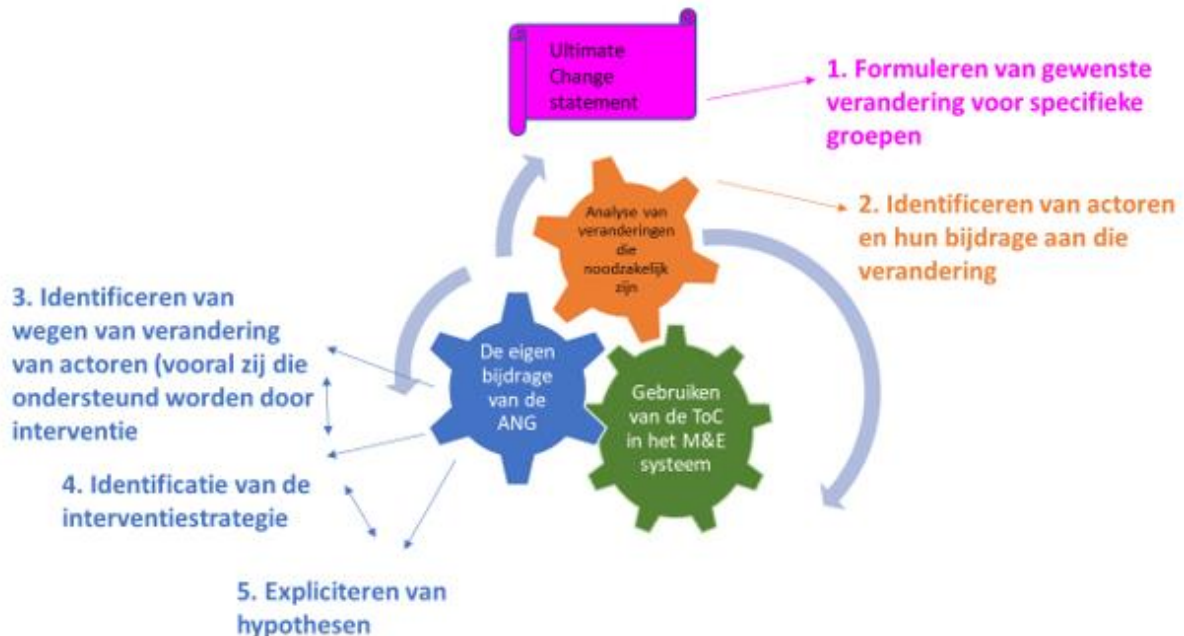 Ultimate
Change
statement
1. Formuleren van gewenste
verandering voor specifieke
groepen
Analyse van
veranderingen
die
noodzakelijk
zijn
2. Identificeren van actoren
en hun bijdrage aan die
verandering
3. Identificeren van
wegen van verandering
van actoren (vooral zij die
ondersteund worden door
interventie
De eigen
bijdrage
van de
ANG
Gebruiken
van de ToC
in het M&E
systeem
4. Identificatie van de
interventiestrategie
5. Expliciteren van
hypothesen